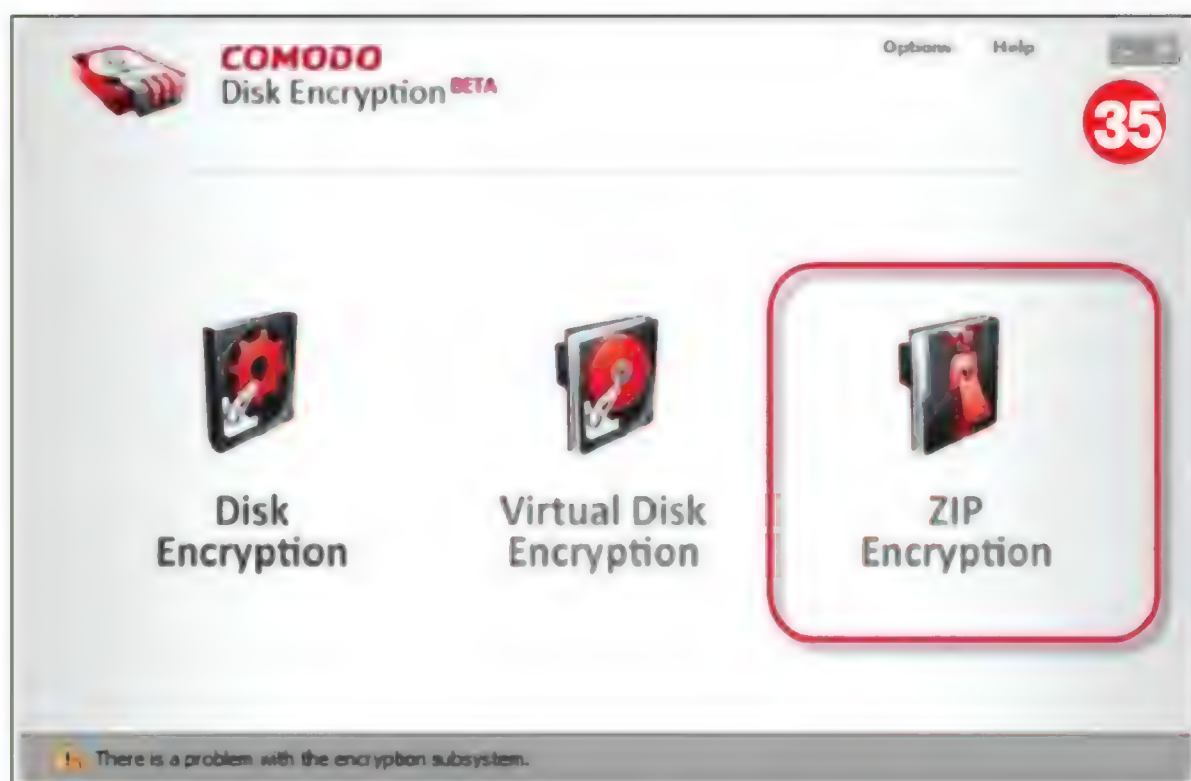 COMODO
Disk Encryption BETA
Options Help
35
Disk
Encryption
Virtual Disk
Encryption
ZIP
Encryption
There is a problem with the encryption subsystem.